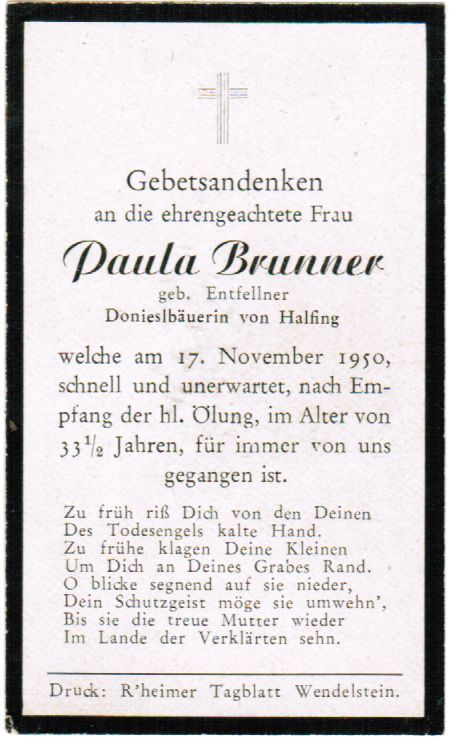 Gebetsandenken
an die ehrengeachtete Frau
Paula Brunner
geb. Entfellner
Donieslbäuerin von Halfing
welche am 17. November 1950,
schnell und unerwartet, nach Em-
pfang der hl. Ölung, im Alter von
33 1/2 Jahren, für immer von uns
gegangen ist.
Zu früh riß Dich von den Deinen
Des Todesengels kalte Hand.
Zu frühe klagen Deine Kleinen
Um Dich an Deines Grabes Rand.
O blicke segnend auf sie nieder,
Dein Schutzgeist möge sie umwehn',
Bis sie die treue Mutter wieder
Im Lande der Verklärten sehn.
Druck: R'heimer Tagblatt Wendelstein.